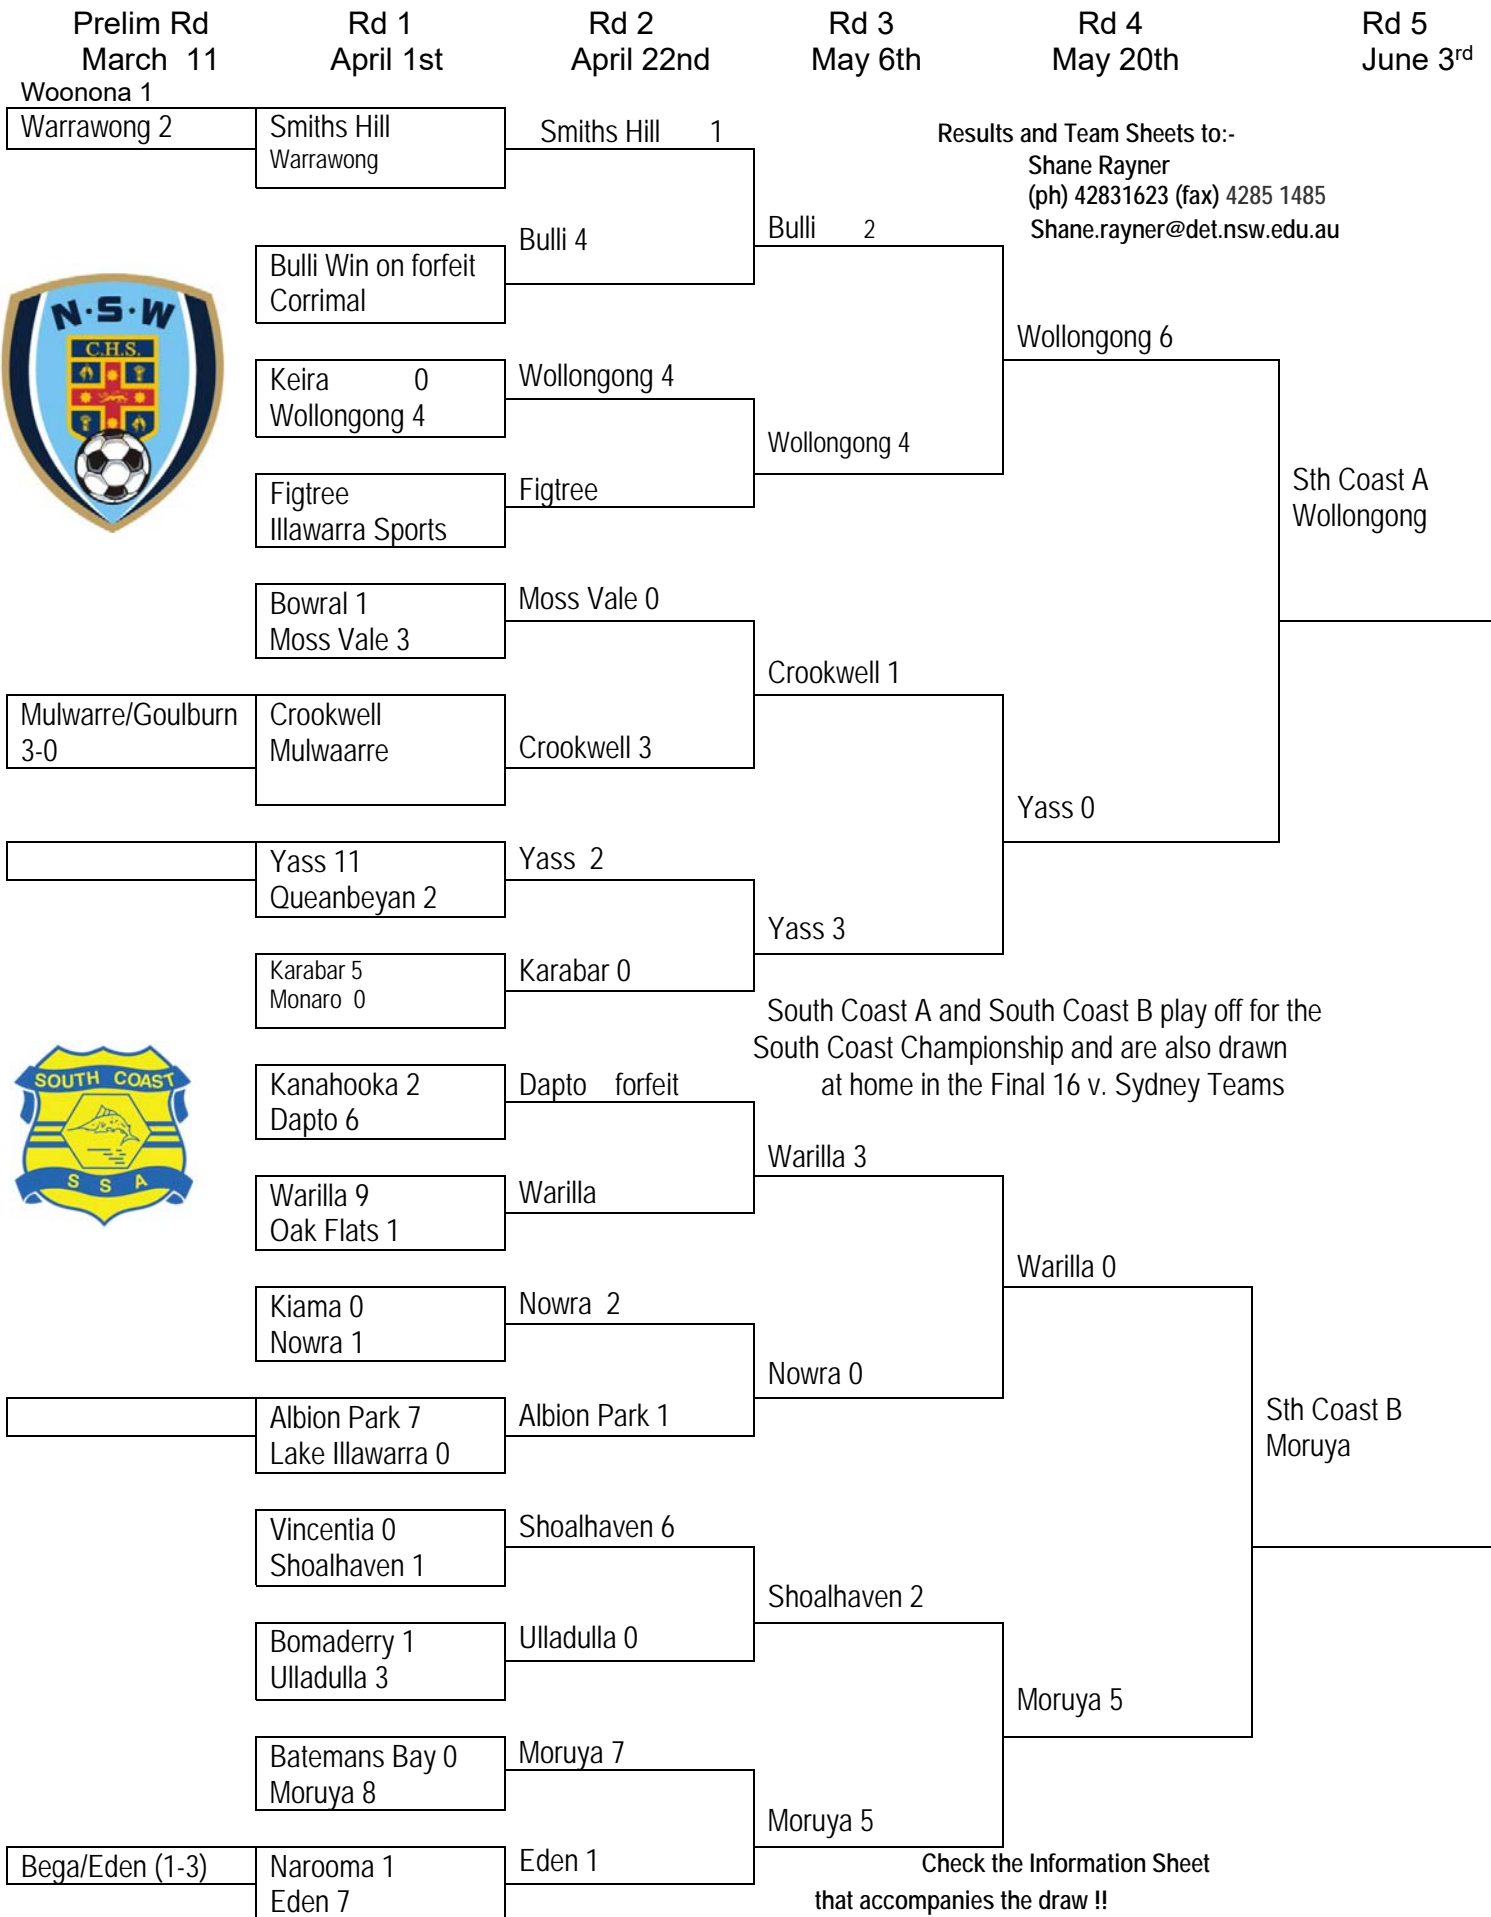 Prelim Rd Rd 1 Rd 2 Rd 3 Rd 4 Rd 5
March 11 April 1st April 22nd May 6th May 20th June 3rd
Woonona 1
Warrawong 2
Smiths Hill
Warrawong
Smiths Hill 1
Results and Team Sheets to:-
Shane Rayner
(ph) 42831623 (fax) 4285 1485
Shane.rayner@det.nsw.edu.au
Bulli 2
Bulli 4
Bulli Win on forfeit
Corrimal
N·S·W
C.H.S.
Wollongong 6
Keira 0
Wollongong 4
Wollongong 4
Wollongong 4
Figtree
Illawarra Sports
Figtree
Sth Coast A
Wollongong
Bowral 1
Moss Vale 3
Moss Vale 0
Crookwell 1
Mulwarre/Goulburn
3-0
Crookwell
Mulwaarre
Crookwell 3
Yass 0
Yass 11
Queanbeyan 2
Yass 2
Yass 3
Karabar 5
Monaro 0
Karabar 0
South Coast A and South Coast B play off for the
South Coast Championship and are also drawn
at home in the Final 16 v. Sydney Teams
SOUTH COAST
S S A
Kanahooka 2
Dapto 6
Dapto forfeit
Warilla 3
Warilla 9
Oak Flats 1
Warilla
Warilla 0
Kiama 0
Nowra 1
Nowra 2
Nowra 0
Albion Park 7
Lake Illawarra 0
Albion Park 1
Sth Coast B
Moruya
Vincentia 0
Shoalhaven 1
Shoalhaven 6
Shoalhaven 2
Bomaderry 1
Ulladulla 3
Ulladulla 0
Moruya 5
Batemans Bay 0
Moruya 8
Moruya 7
Moruya 5
Bega/Eden (1-3)
Narooma 1
Eden 7
Eden 1
Check the Information Sheet
that accompanies the draw !!